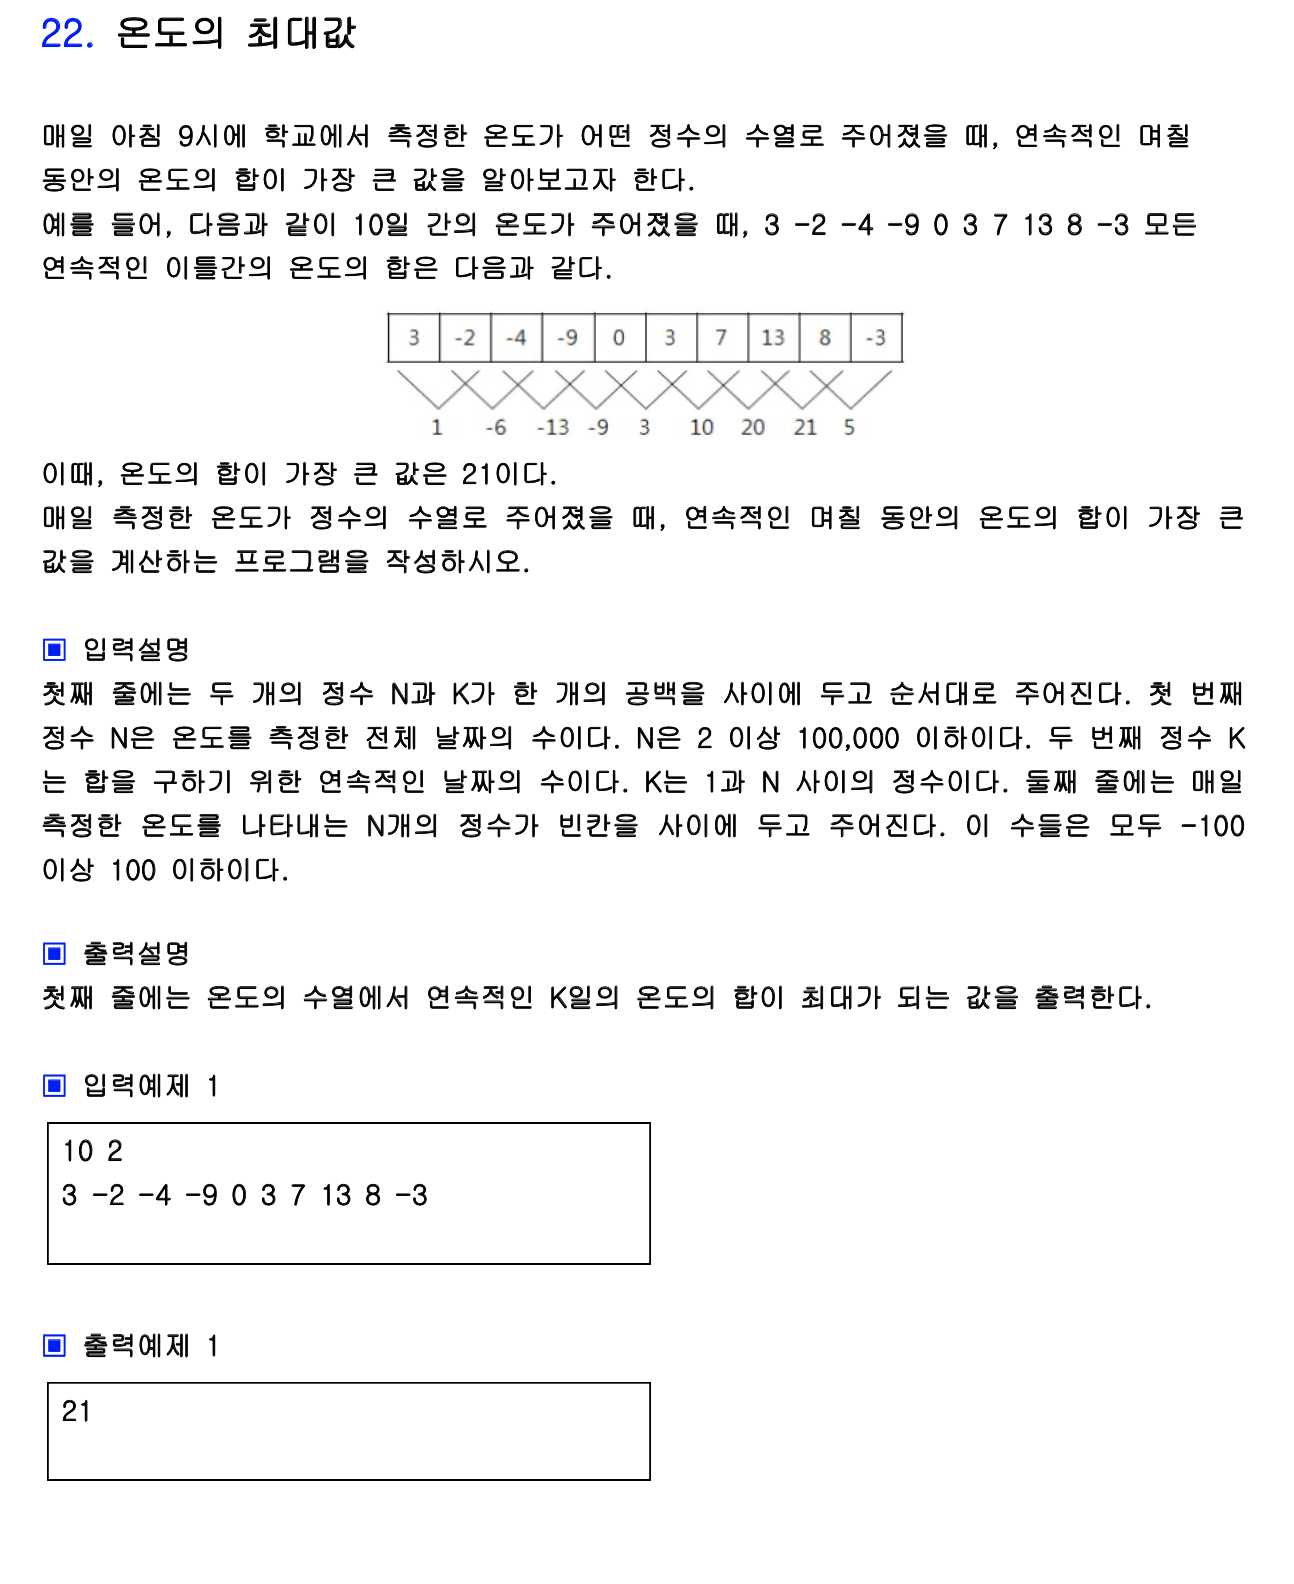 22. 온도의 최대값
매일 아침 9시에 학교에서 측정한 온도가 어떤 정수의 수열로 주어졌을 때, 연속적인 며칠
동안의 온도의 합이 가장 큰 값을 알아보고자 한다.
예를 들어, 다음과 같이 10일 간의 온도가 주어졌을 때, 3 -2 -4 -9 0 3 7 13 8 -3 모든
연속적인 이틀간의 온도의 합은 다음과 같다.
3 -2 -4 -9 0 3 7 13 8 -3
1 -6 -13 -9 3 10 20 21 5
이때, 온도의 합이 가장 큰 값은 21이다.
매일 측정한 온도가 정수의 수열로 주어졌을 때, 연속적인 며칠 동안의 온도의 합이 가장 큰
값을 계산하는 프로그램을 작성하시오.
▣ 입력설명
첫째 줄에는 두 개의 정수 N과 K가 한 개의 공백을 사이에 두고 순서대로 주어진다. 첫 번째
정수 N은 온도를 측정한 전체 날짜의 수이다. N은 2 이상 100,000 이하이다. 두 번째 정수 K
는 합을 구하기 위한 연속적인 날짜의 수이다. K는 1과 N 사이의 정수이다. 둘째 줄에는 매일
측정한 온도를 나타내는 N개의 정수가 빈칸을 사이에 두고 주어진다. 이 수들은 모두 -100
이상 100 이하이다.
▣ 출력설명
첫째 줄에는 온도의 수열에서 연속적인 K일의 온도의 합이 최대가 되는 값을 출력한다.
▣ 입력예제 1
10 2
3 -2 -4 -9 0 3 7 13 8 -3
▣ 출력예제 1
21